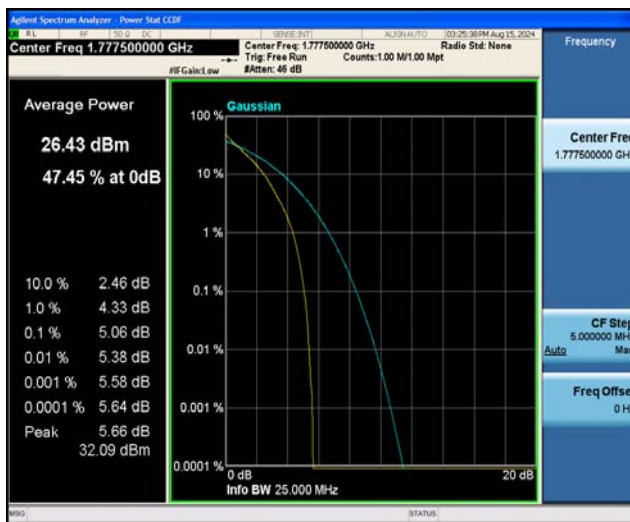 Agilent Spectrum Analyzer - Power Stat CCDF
RL RF 50 Ω DC SENSE:INT ALIGN AUTO 03:25:38 PM Aug 15, 2024
Center Freq 1.777500000 GHz
Center Freq: 1.777500000 GHz Radio Std: None
Trig: Free Run Counts:1.00 M/1.00 Mpt
#IFGain:Low #Atten: 46 dB
Frequency
Average Power
26.43 dBm
47.45 % at 0dB
10.0 % 2.46 dB
1.0 % 4.33 dB
0.1 % 5.06 dB
0.01 % 5.38 dB
0.001 % 5.58 dB
0.0001 % 5.64 dB
Peak 5.66 dB
32.09 dBm
Gaussian
100 %
10 %
1 %
0.1 %
0.01 %
0.001 %
0.0001 %
0 dB 20 dB
Info BW 25.000 MHz
Center Fre
1.777500000 GH
CF Ste
5.000000 MH
Auto Ma
Freq Offse
0 H
MSG STATUS